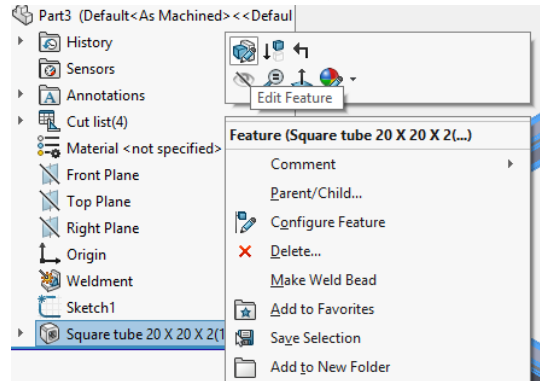 Part3 (Default<As Machined><<Defaul
History
Sensors
Annotations
Cut list(4)
Material <not specified>
Front Plane
Top Plane
Right Plane
Origin
Weldment
Sketch1
Square tube 20 X 20 X 2(1
Edit Feature
Feature (Square tube 20 X 20 X 2(...)
Comment
Parent/Child...
Configure Feature
Delete...
Make Weld Bead
Add to Favorites
Save Selection
Add to New Folder